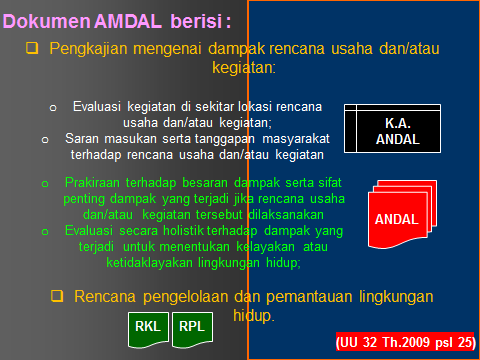 Dokumen AMDAL berisi :
❑ Pengkajian mengenai dampak rencana usaha dan/atau
kegiatan:
o Evaluasi kegiatan di sekitar lokasi rencana
usaha dan/atau kegiatan;
o Saran masukan serta tanggapan masyarakat
terhadap rencana usaha dan/atau kegiatan
K.A.
ANDAL
o Prakiraan terhadap besaran dampak serta sifat
penting dampak yang terjadi jika rencana usaha
dan/atau kegiatan tersebut dilaksanakan
o Evaluasi secara holistik terhadap dampak yang
terjadi untuk menentukan kelayakan atau
ketidaklayakan lingkungan hidup;
ANDAL
❑ Rencana pengelolaan dan pemantauan lingkungan
hidup.
RKL RPL
(UU 32 Th.2009 psl 25)